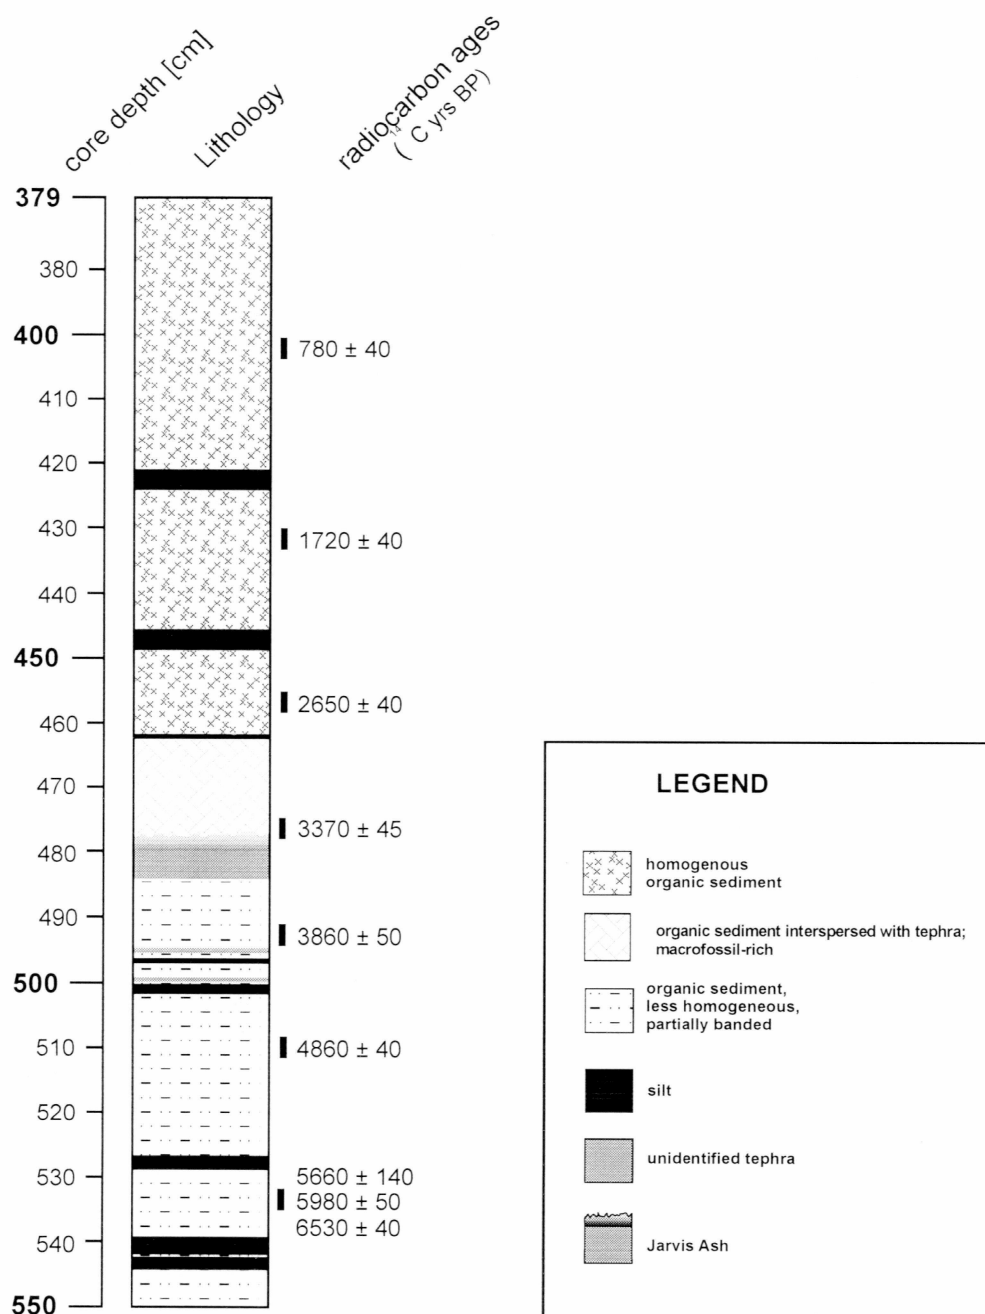 core depth [cm]
Lithology
radiocarbon ages
(¹⁴C yrs BP)
379
380
400
780 ± 40
410
420
430
1720 ± 40
440
450
2650 ± 40
460
470
3370 ± 45
480
490
3860 ± 50
500
510
4860 ± 40
520
530
5660 ± 140
5980 ± 50
6530 ± 40
540
550
LEGEND
homogenous
organic sediment
organic sediment interspersed with tephra;
macrofossil-rich
organic sediment,
less homogeneous,
partially banded
silt
unidentified tephra
Jarvis Ash